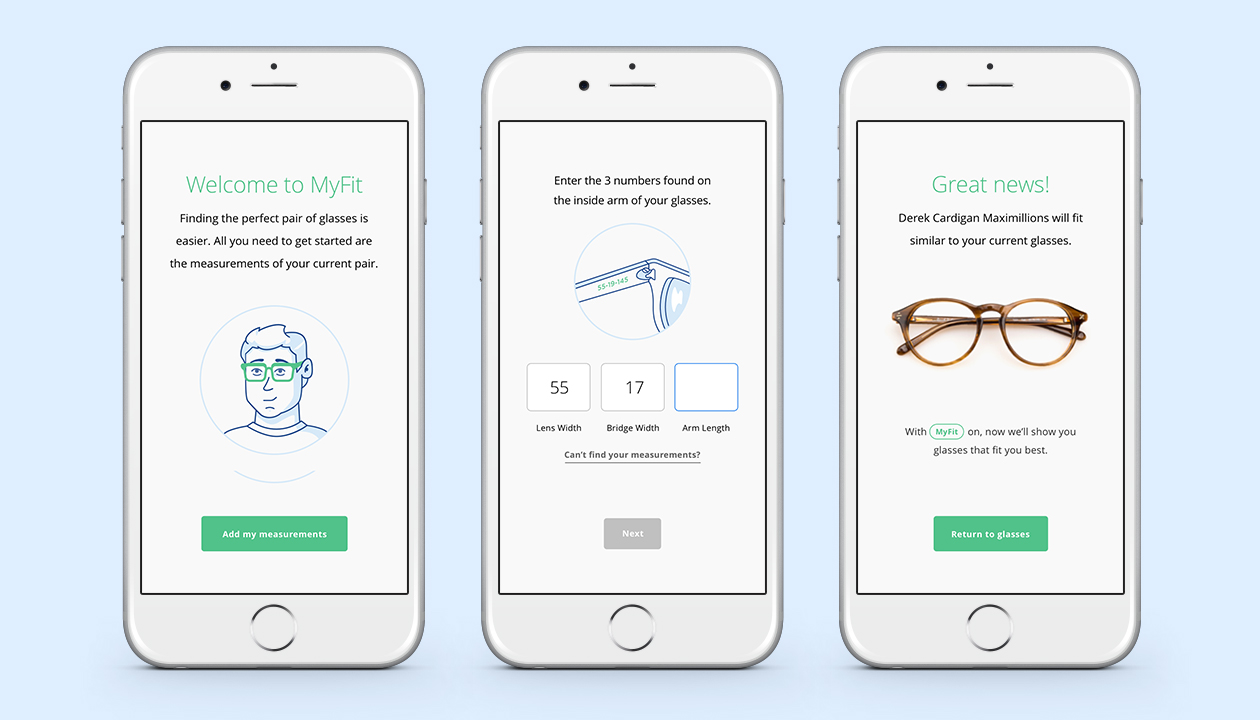 Welcome to MyFit
Finding the perfect pair of glasses is
easier. All you need to get started are
the measurements of your current pair.
Add my measurements
Enter the 3 numbers found on
the inside arm of your glasses.
55-19-145
55
17
Lens Width
Bridge Width
Arm Length
Can't find your measurements?
Next
Great news!
Derek Cardigan Maximillions will fit
similar to your current glasses.
With MyFit on, now we'll show you
glasses that fit you best.
Return to glasses